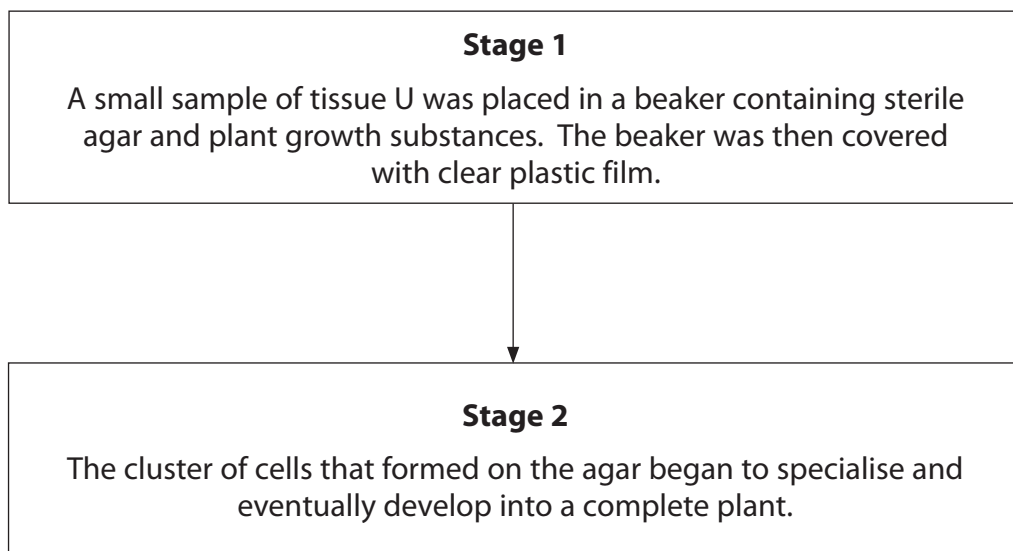 Stage 1
A small sample of tissue U was placed in a beaker containing sterile
agar and plant growth substances. The beaker was then covered
with clear plastic film.
Stage 2
The cluster of cells that formed on the agar began to specialise and
eventually develop into a complete plant.